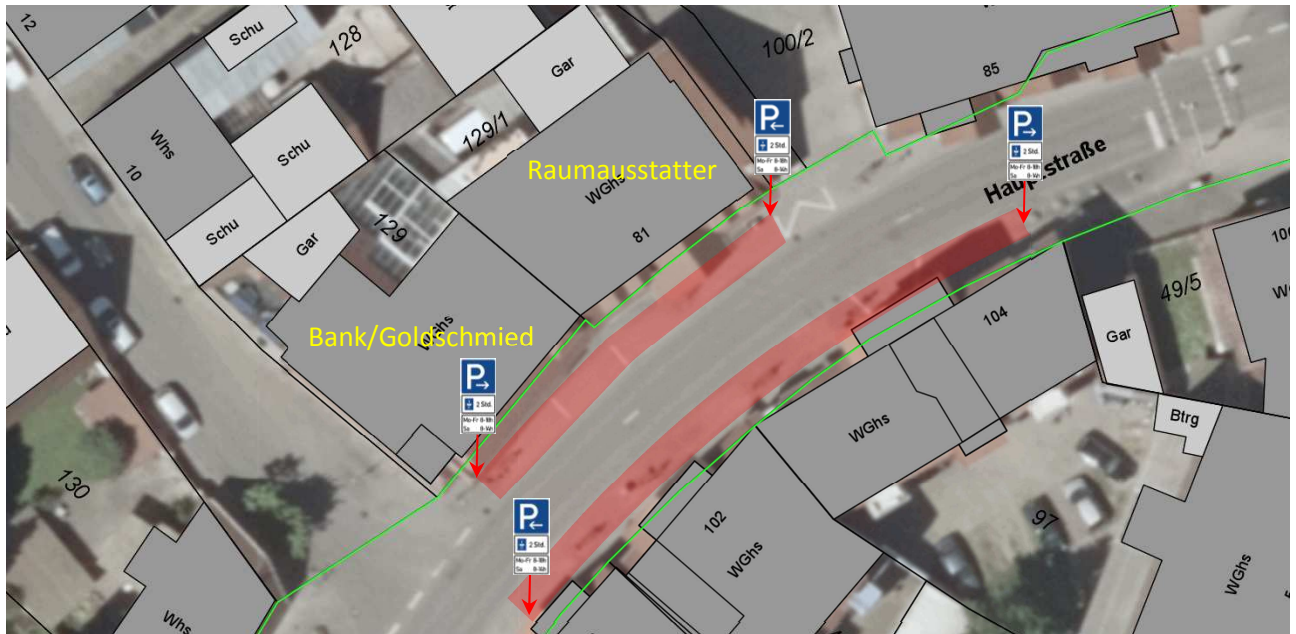 12
Schu
128
Gar
100/2
85
Whs
10
Schu
129/1
WGhs
Raumausstatter
81
P
2 Std.
Mo-Fr 8-18h
Sa 8-14h
P
2 Std.
Mo-Fr 8-18h
Sa 8-14h
Hauptstraße
Schu
Gar
129
WGhs
Bank/Goldschmied
P
2 Std.
Mo-Fr 8-18h
Sa 8-14h
104
49/5
Gar
WGhs
Btrg
130
P
2 Std.
Mo-Fr 8-18h
Sa 8-14h
102
WGhs
97
WGhs
Whs